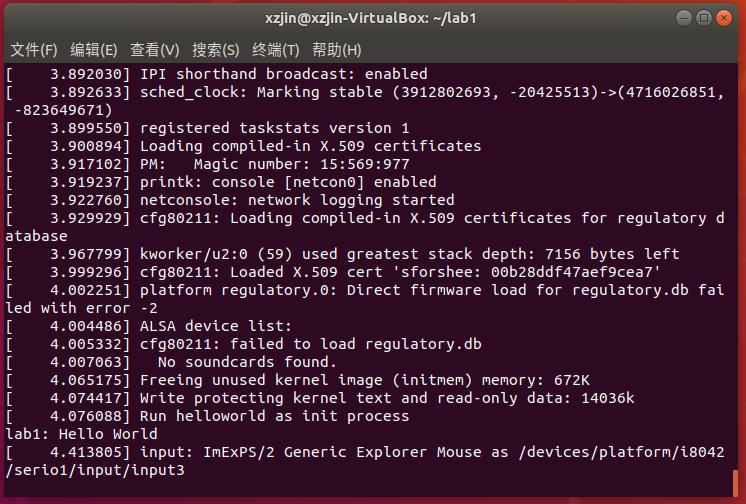 xzjin@xzjin-VirtualBox: ~/lab1
文件(F) 编辑(E) 查看(V) 搜索(S) 终端(T) 帮助(H)
[    3.892030] IPI shorthand broadcast: enabled
[    3.892633] sched_clock: Marking stable (3912802693, -20425513)->(4716026851,
 -823649671)
[    3.899550] registered taskstats version 1
[    3.900894] Loading compiled-in X.509 certificates
[    3.917102] PM:   Magic number: 15:569:977
[    3.919237] printk: console [netcon0] enabled
[    3.922760] netconsole: network logging started
[    3.929929] cfg80211: Loading compiled-in X.509 certificates for regulatory d
atabase
[    3.967799] kworker/u2:0 (59) used greatest stack depth: 7156 bytes left
[    3.999296] cfg80211: Loaded X.509 cert 'sforshee: 00b28ddf47aef9cea7'
[    4.002251] platform regulatory.0: Direct firmware load for regulatory.db fai
led with error -2
[    4.004486] ALSA device list:
[    4.005332] cfg80211: failed to load regulatory.db
[    4.007063]   No soundcards found.
[    4.065175] Freeing unused kernel image (initmem) memory: 672K
[    4.074417] Write protecting kernel text and read-only data: 14036k
[    4.076088] Run helloworld as init process
lab1: Hello World
[    4.413805] input: ImExPS/2 Generic Explorer Mouse as /devices/platform/i8042
/serio1/input/input3